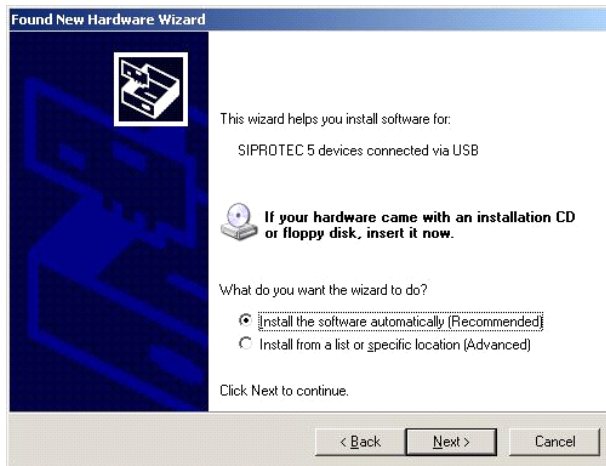 Found New Hardware Wizard
This wizard helps you install software for:
SIPROTEC 5 devices connected via USB
If your hardware came with an installation CD
or floppy disk, insert it now.
What do you want the wizard to do?
Install the software automatically (Recommended)
Install from a list or specific location (Advanced)
Click Next to continue.
< Back Next > Cancel